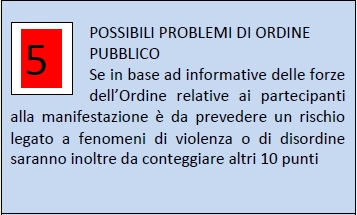 5
POSSIBILI PROBLEMI DI ORDINE
PUBBLICO
Se in base ad informative delle forze
dell’Ordine relative ai partecipanti
alla manifestazione è da prevedere un rischio
legato a fenomeni di violenza o di disordine
saranno inoltre da conteggiare altri 10 punti